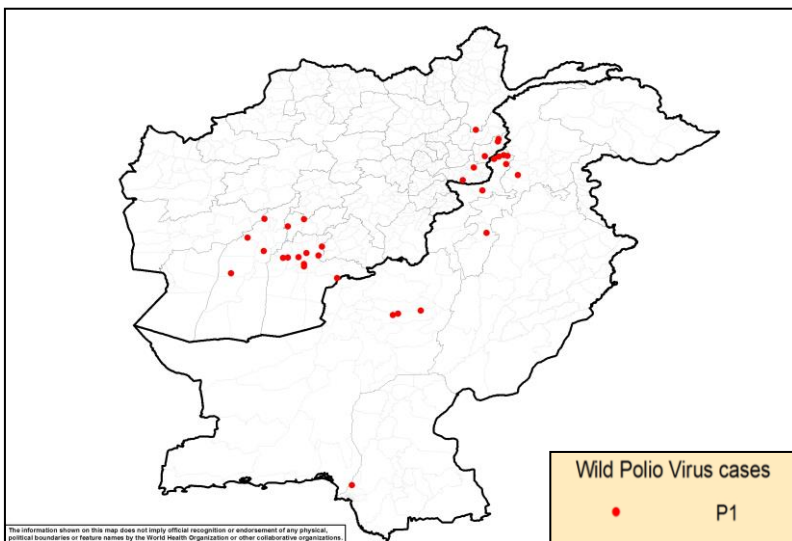 Wild Polio Virus cases
P1
The information shown on this map does not imply official recognition or endorsement of any physical,
political boundaries or feature names by the World Health Organization or other collaborative organizations.